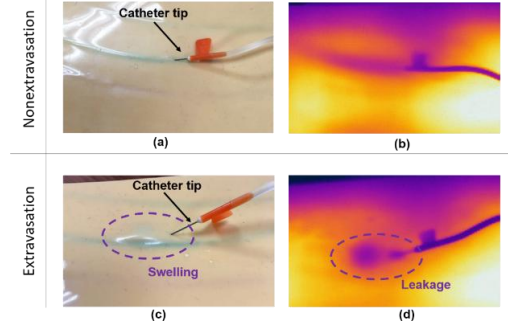 Nonextravasation
Catheter tip
(a)
(b)
Extravasation
Catheter tip
Swelling
Leakage
(c)
(d)